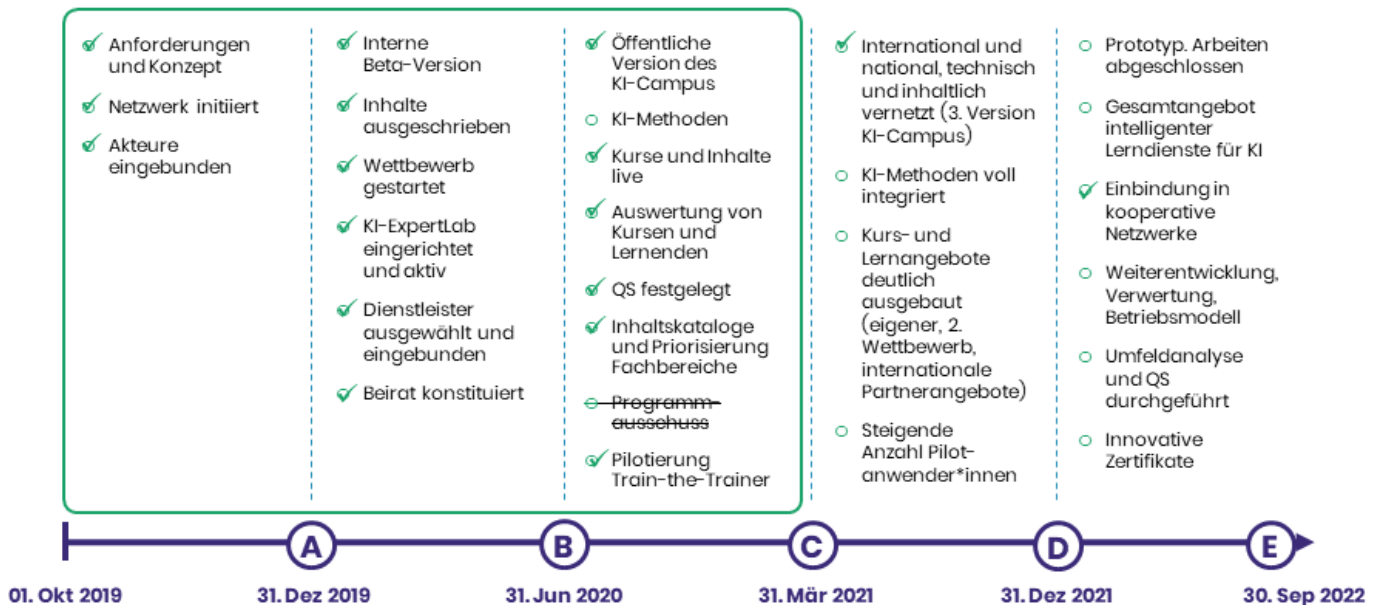 Anforderungen
und Konzept
Netzwerk initiiert
Akteure
eingebunden
Interne
Beta-Version
Inhalte
ausgeschrieben
Wettbewerb
gestartet
KI-ExpertLab
eingerichtet
und aktiv
Dienstleister
ausgewählt und
eingebunden
Beirat konstituiert
Öffentliche
Version des
KI-Campus
KI-Methoden
Kurse und Inhalte
live
Auswertung von
Kursen und
Lernenden
QS festgelegt
Inhaltskataloge
und Priorisierung
Fachbereiche
Programm-
ausschuss
Pilotierung
Train-the-Trainer
International und
national, technisch
und inhaltlich
vernetzt (3. Version
KI-Campus)
KI-Methoden voll
integriert
Kurs- und
Lernangebote
deutlich
ausgebaut
(eigener, 2.
Wettbewerb,
internationale
Partnerangebote)
Steigende
Anzahl Pilot-
anwender*innen
Prototyp. Arbeiten
abgeschlossen
Gesamtangebot
intelligenter
Lerndienste für KI
Einbindung in
kooperative
Netzwerke
Weiterentwicklung,
Verwertung,
Betriebsmodell
Umfeldanalyse
und QS
durchgeführt
Innovative
Zertifikate
A
B
C
D
E
01. Okt 2019
31. Dez 2019
31. Jun 2020
31. Mär 2021
31. Dez 2021
30. Sep 2022